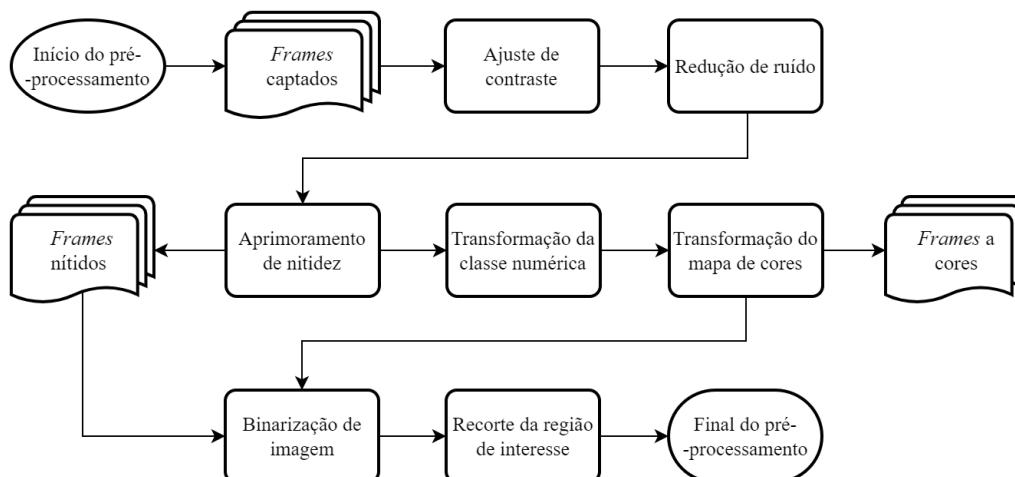 Início do pré-
-processamento
Frames
captados
Ajuste de
contraste
Redução de ruído
Frames
nítidos
Aprimoramento
de nitidez
Transformação da
classe numérica
Transformação do
mapa de cores
Frames a
cores
Binarização de
imagem
Recorte da região
de interesse
Final do pré-
-processamento